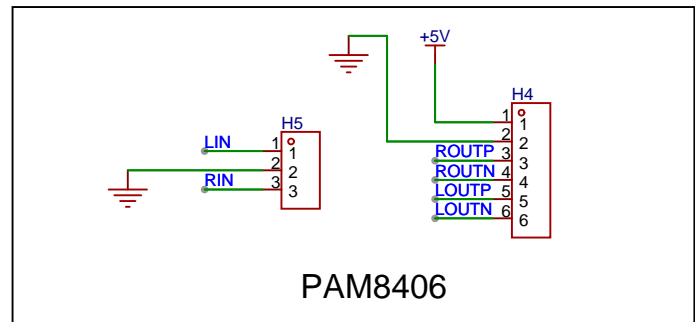 +5V
H4
1 1
2 2
ROUTP 3 3
ROUTN 4 4
LOUTP 5 5
LOUTN 6 6
H5
LIN 1 1
2 2
RIN 3 3
PAM8406